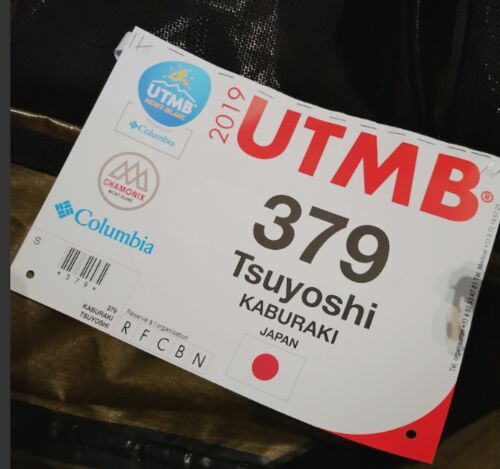 UTMB®
2019
UTMB®
MONT-BLANC
Columbia
CHAMONIX
MONT-BLANC
Columbia
379
Tsuyoshi
KABURAKI
JAPAN
S
*379*
379
KABURAKI
TSUYOSHI
Réservé à l'organisation
R F C B N